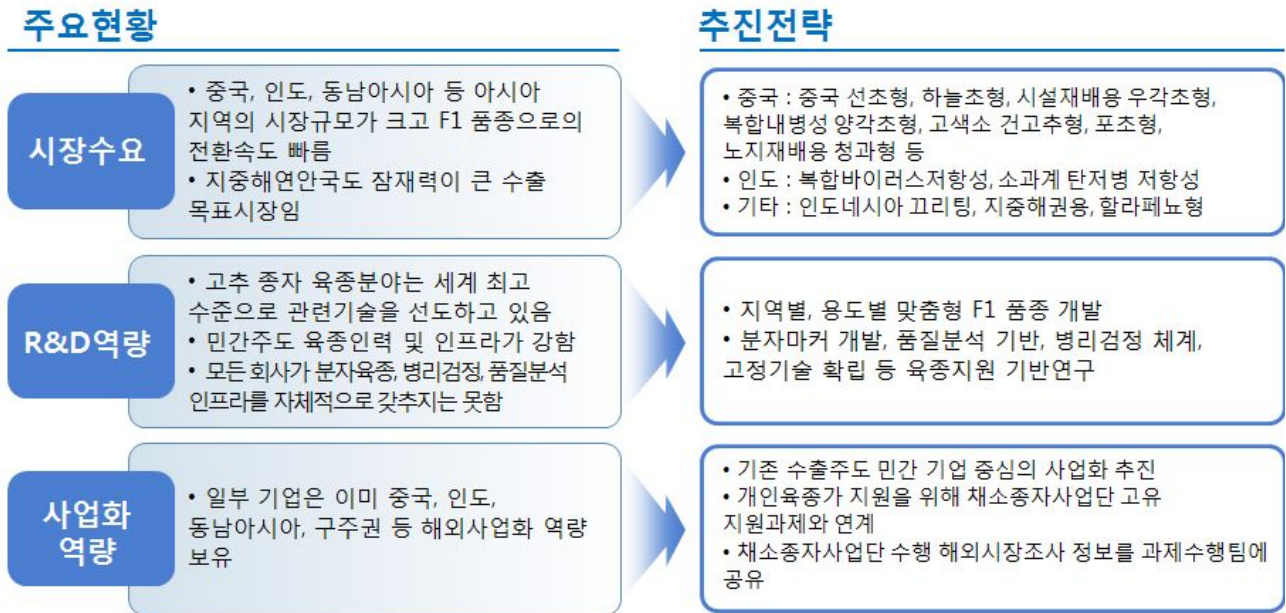 주요현황
추진전략
시장수요
• 중국, 인도, 동남아시아 등 아시아
지역의 시장규모가 크고 F1 품종으로의
전환속도 빠름
• 지중해연안국도 잠재력이 큰 수출
목표시장임
• 중국 : 중국 선초형, 하늘초형, 시설재배용 우각초형,
복합내병성 양각초형, 고색소 건고추형, 포초형,
노지재배용 청과형 등
• 인도 : 복합바이러스저항성, 소과계 탄저병 저항성
• 기타 : 인도네시아 끄리팅, 지중해권용, 할라페뇨형
R&D역량
• 고추 종자 육종분야는 세계 최고
수준으로 관련기술을 선도하고 있음
• 민간주도 육종인력 및 인프라가 강함
• 모든 회사가 분자육종, 병리검정, 품질분석
인프라를 자체적으로 갖추지는 못함
• 지역별, 용도별 맞춤형 F1 품종 개발
• 분자마커 개발, 품질분석 기반, 병리검정 체계,
고정기술 확립 등 육종지원 기반연구
사업화
역량
• 일부 기업은 이미 중국, 인도,
동남아시아, 구주권 등 해외사업화 역량
보유
• 기존 수출주도 민간 기업 중심의 사업화 추진
• 개인육종가 지원을 위해 채소종자사업단 고유
지원과제와 연계
• 채소종자사업단 수행 해외시장조사 정보를 과제수행팀에
공유